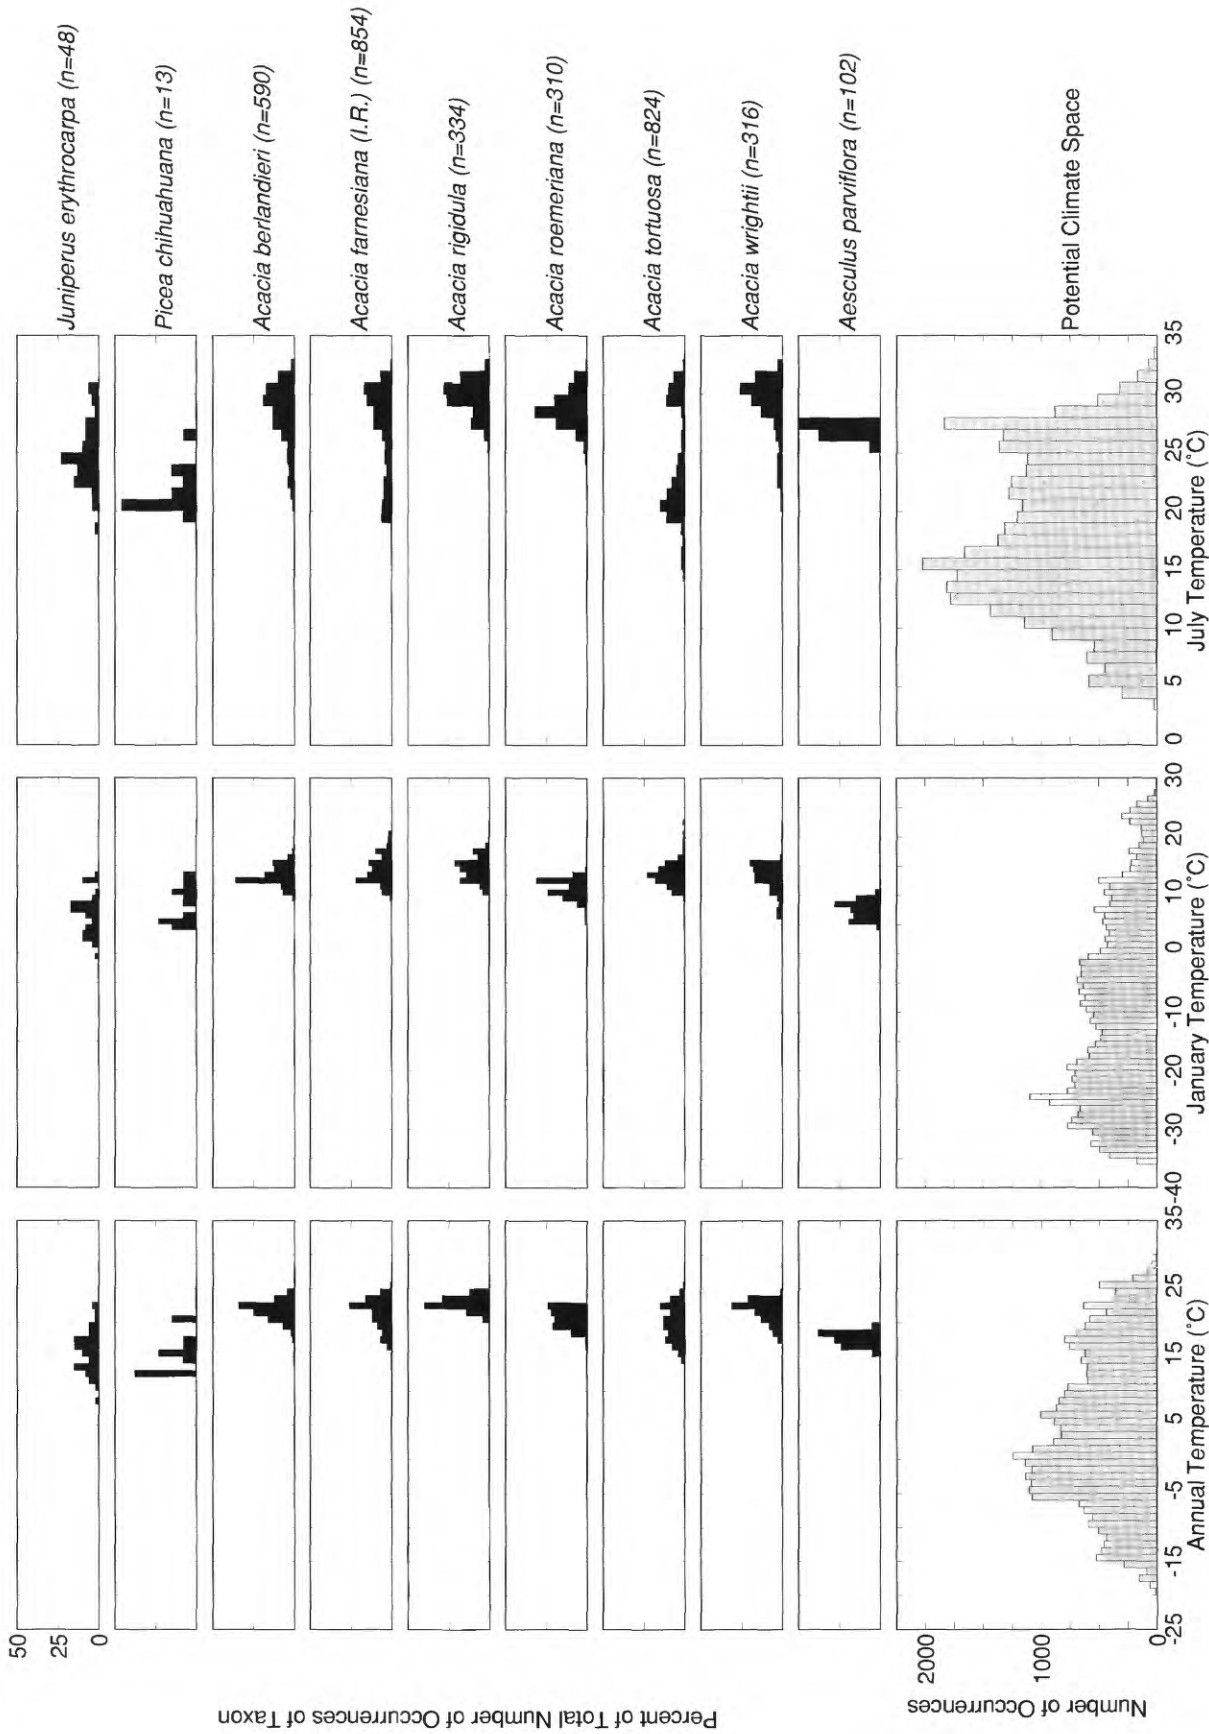 Juniperus erythrocarpa (n=48)
Picea chihuahuana (n=13)
Acacia berlandieri (n=590)
Acacia farnesiana (I.R.) (n=854)
Acacia rigidula (n=334)
Acacia roemeriana (n=310)
Acacia tortuosa (n=824)
Acacia wrightii (n=316)
Aesculus parviflora (n=102)
Potential Climate Space
50
25
0
Percent of Total Number of Occurrences of Taxon
2000
1000
0
Number of Occurrences
-25 -15 -5 5 15 25 35
Annual Temperature (°C)
-40 -30 -20 -10 0 10 20 30
January Temperature (°C)
0 5 10 15 20 25 30 35
July Temperature (°C)